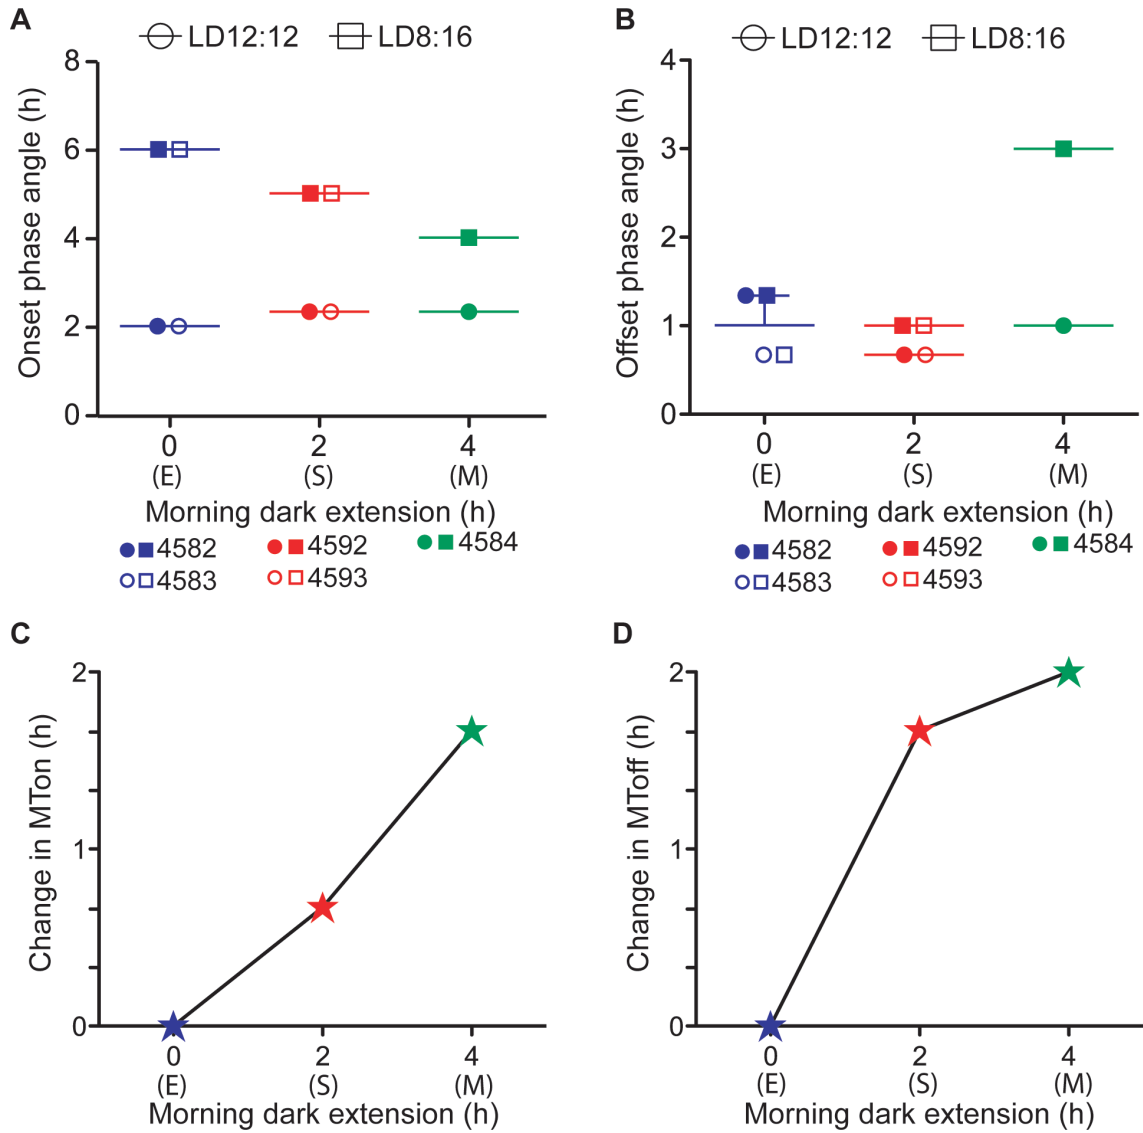 A
LD12:12 LD8:16
Onset phase angle (h)
8
6
4
2
0
0 2 4
(E) (S) (M)
Morning dark extension (h)
4582 4592 4584
4583 4593
B
LD12:12 LD8:16
Offset phase angle (h)
4
3
2
1
0
0 2 4
(E) (S) (M)
Morning dark extension (h)
4582 4592 4584
4583 4593
C
Change in MTon (h)
2
1
0
0 2 4
(E) (S) (M)
Morning dark extension (h)
D
Change in MToff (h)
2
1
0
0 2 4
(E) (S) (M)
Morning dark extension (h)